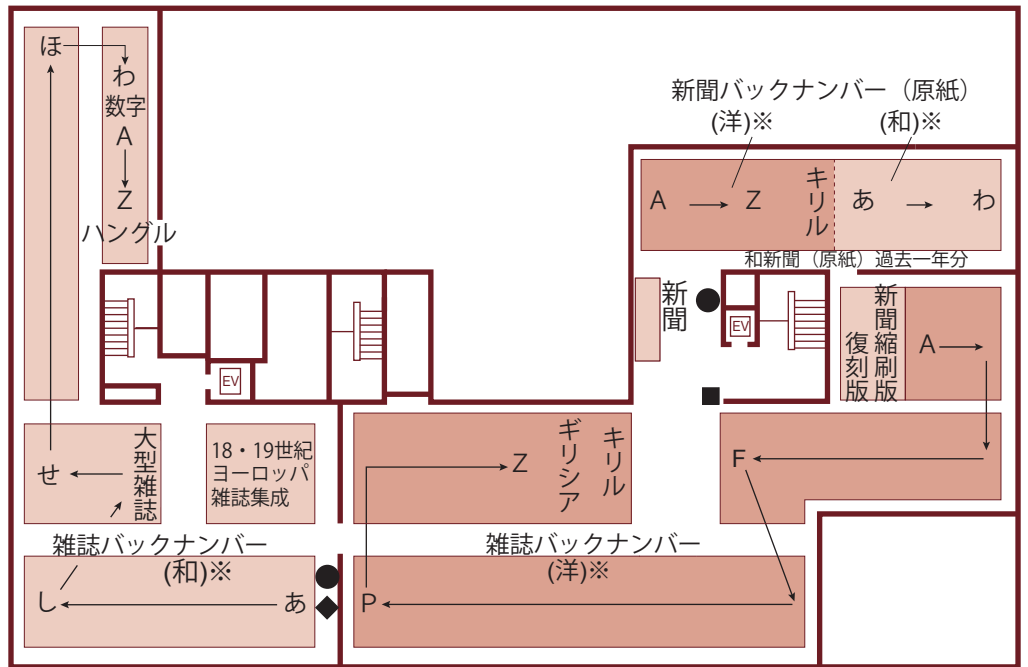 ほ
わ
数字
A
Z
ハングル
新聞バックナンバー（原紙）
(洋)※
(和)※
A
Z
キリル
あ
わ
和新聞（原紙）過去一年分
新聞
EV
新聞縮刷版
復刻版
A
EV
大型雑誌
せ
18・19世紀
ヨーロッパ
雑誌集成
Z
ギリシア
キリル
F
雑誌バックナンバー
(和)※
し
あ
雑誌バックナンバー
(洋)※
P